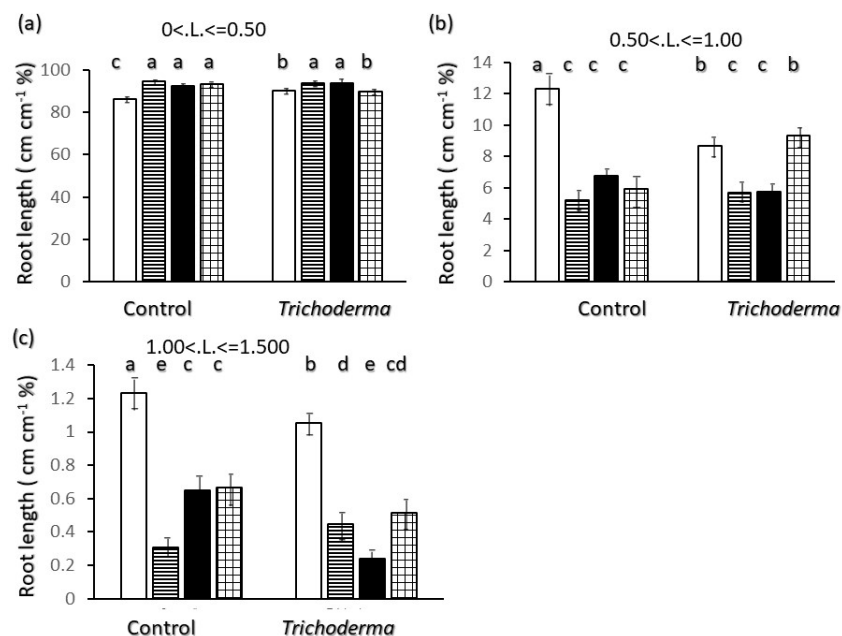 (a)
0<.L.<=0.50
c a a a b a a b
100
80
60
40
20
0
Root length ( cm cm⁻¹ %)
Control Trichoderma
(b)
0.50<.L.<=1.00
a c c c b c c b
14
12
10
8
6
4
2
0
Root length ( cm cm⁻¹ %)
Control Trichoderma
(c)
1.00<.L.<=1.500
a e c c b d e cd
1.4
1.2
1
0.8
0.6
0.4
0.2
0
Root length ( cm cm⁻¹ %)
Control Trichoderma